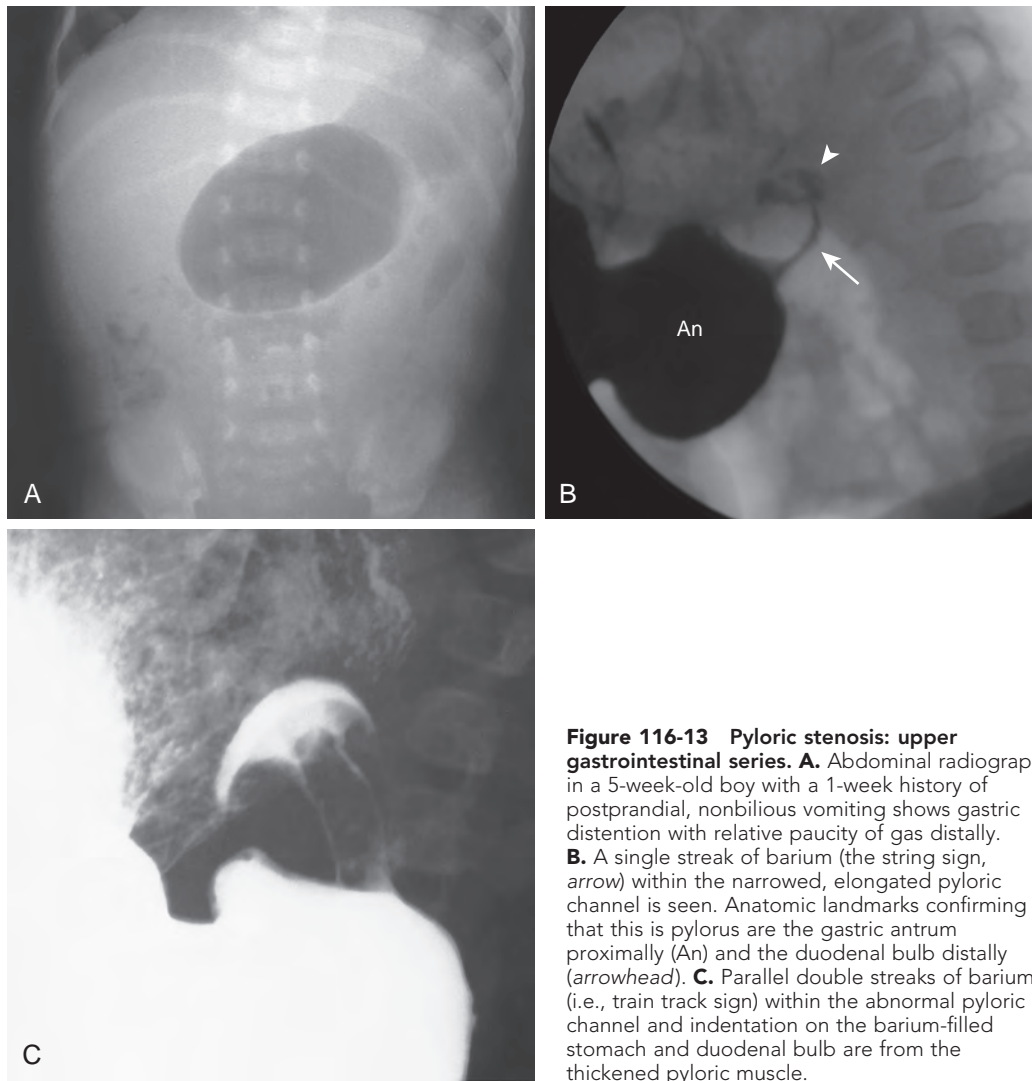 A
B
An
C
Figure 116-13 Pyloric stenosis: upper
gastrointestinal series. A. Abdominal radiograp
in a 5-week-old boy with a 1-week history of
postprandial, nonbilious vomiting shows gastric
distention with relative paucity of gas distally.
B. A single streak of barium (the string sign,
arrow) within the narrowed, elongated pyloric
channel is seen. Anatomic landmarks confirming
that this is pylorus are the gastric antrum
proximally (An) and the duodenal bulb distally
(arrowhead). C. Parallel double streaks of barium
(i.e., train track sign) within the abnormal pyloric
channel and indentation on the barium-filled
stomach and duodenal bulb are from the
thickened pyloric muscle.